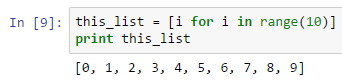 In [9]: this_list = [i for i in range(10)]
print this_list
[0, 1, 2, 3, 4, 5, 6, 7, 8, 9]